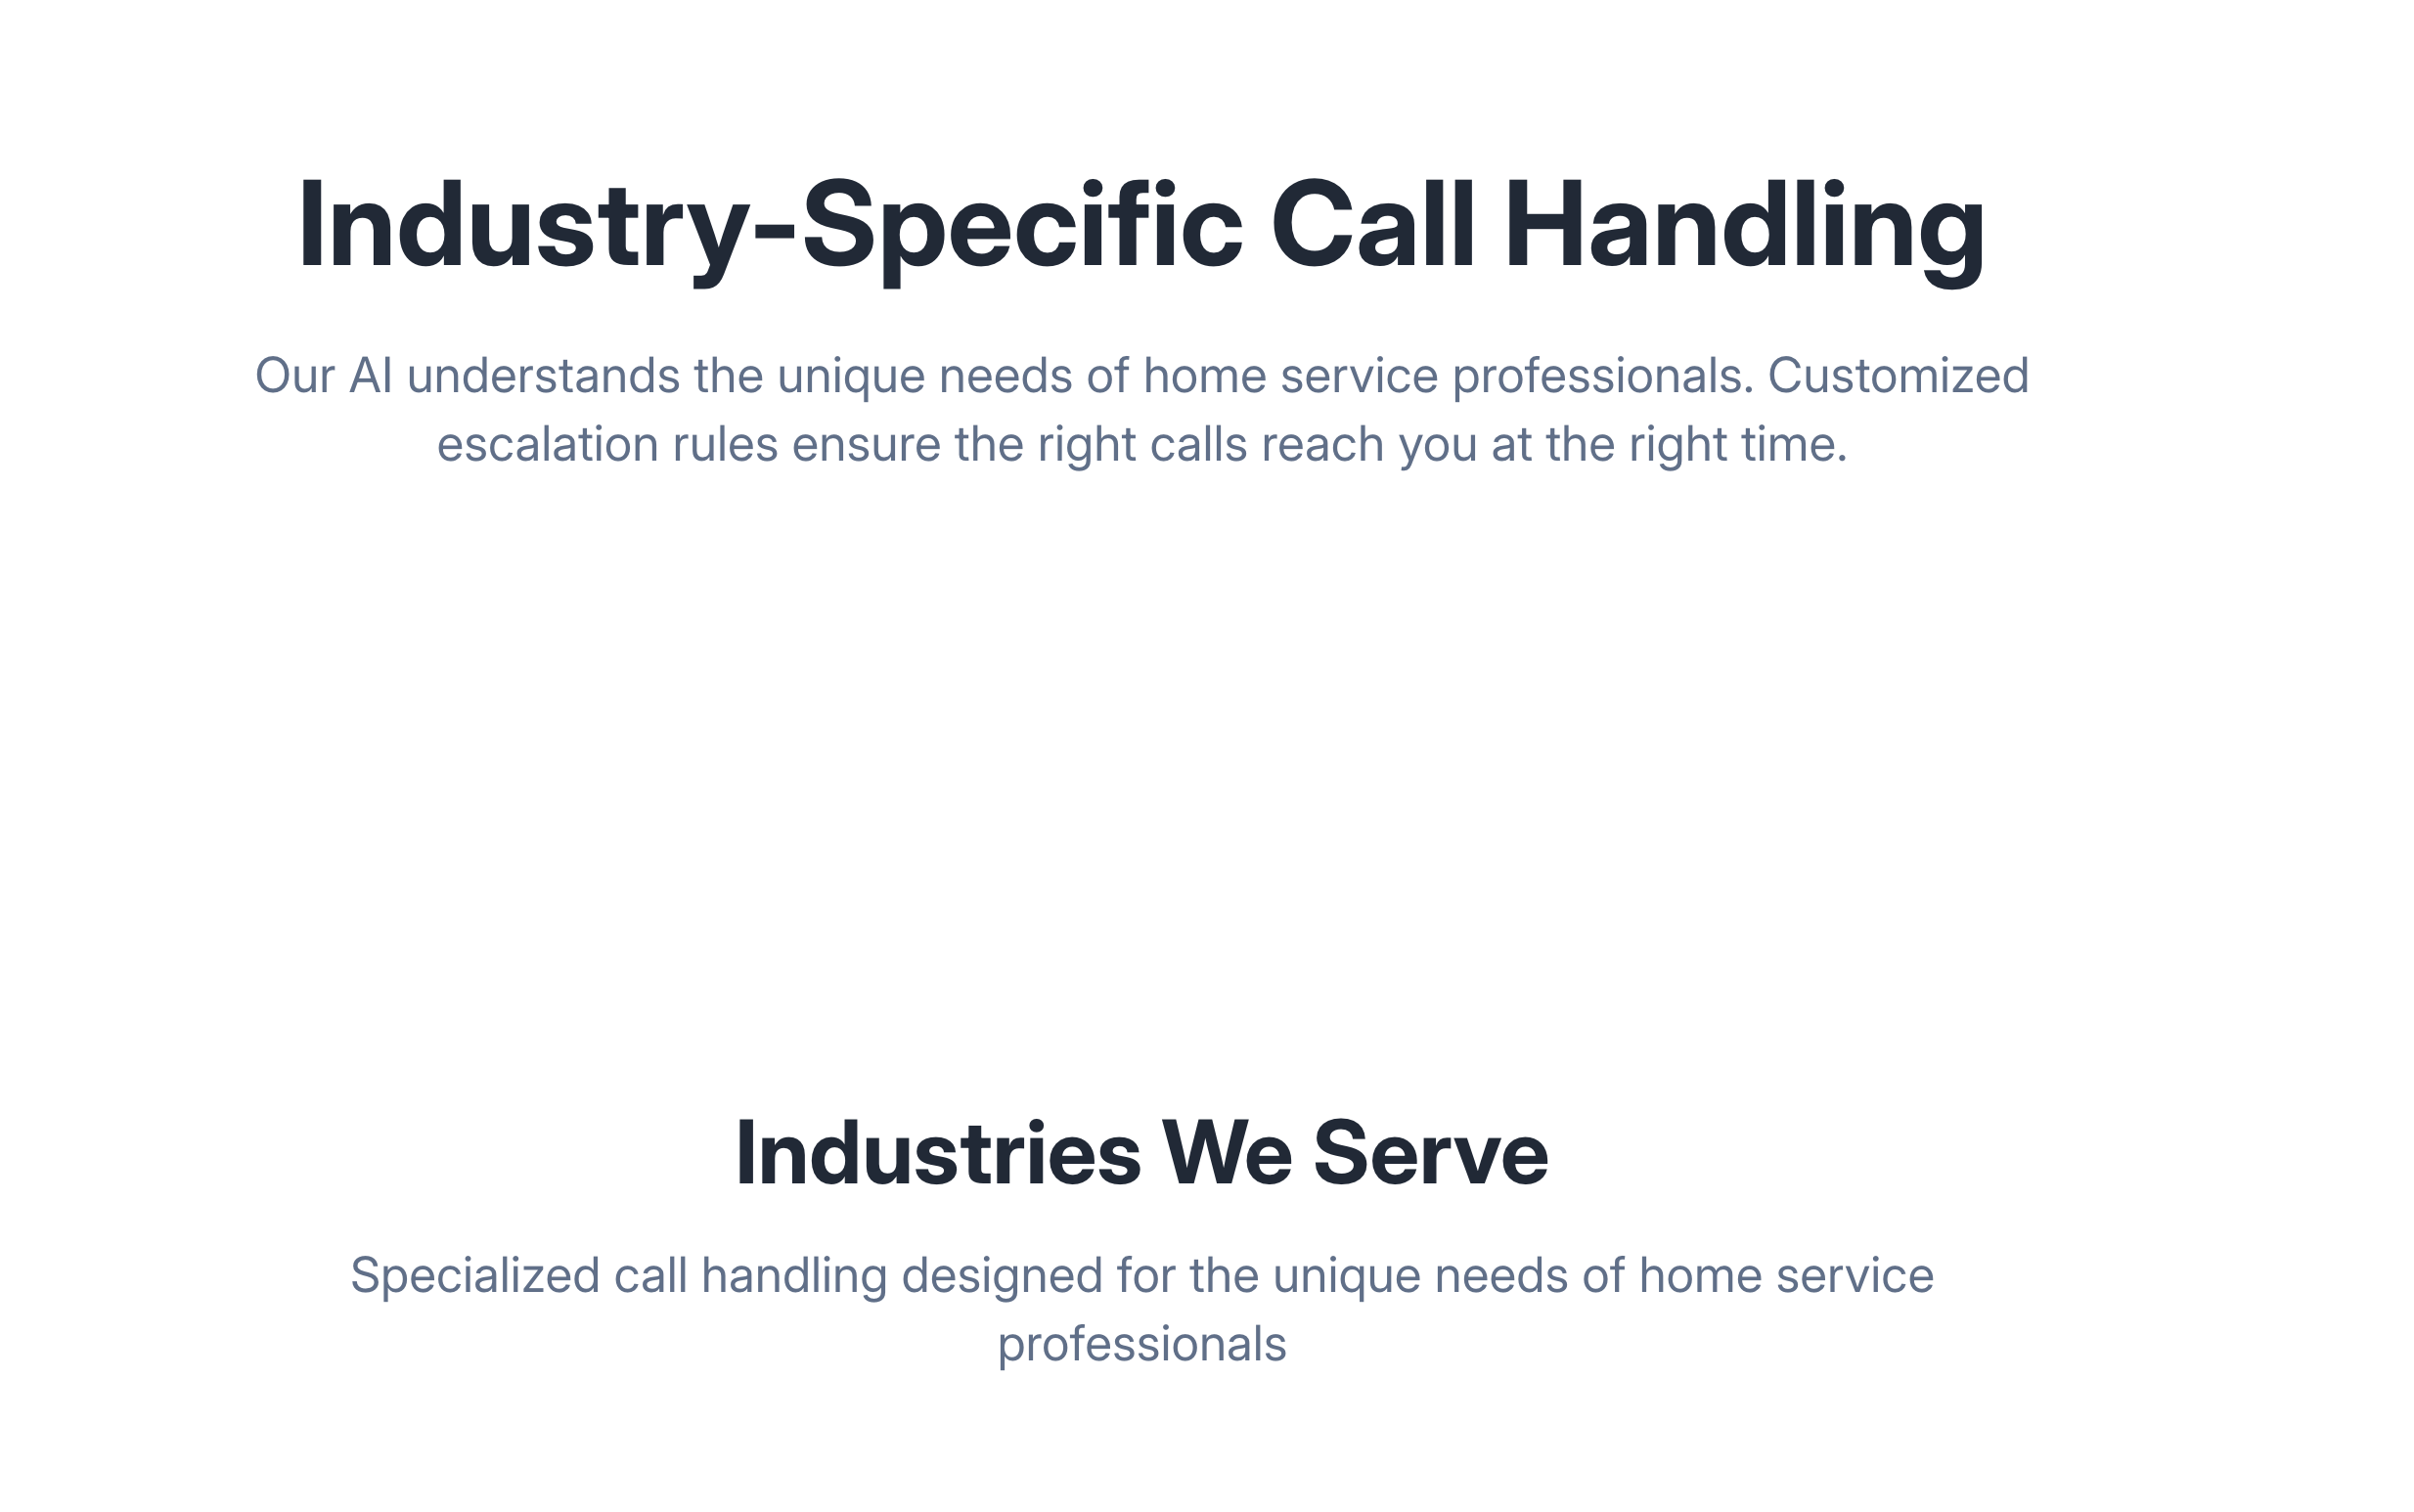 Industry-Specific Call Handling
Our AI understands the unique needs of home service professionals. Customized
escalation rules ensure the right calls reach you at the right time.
Industries We Serve
Specialized call handling designed for the unique needs of home service
professionals